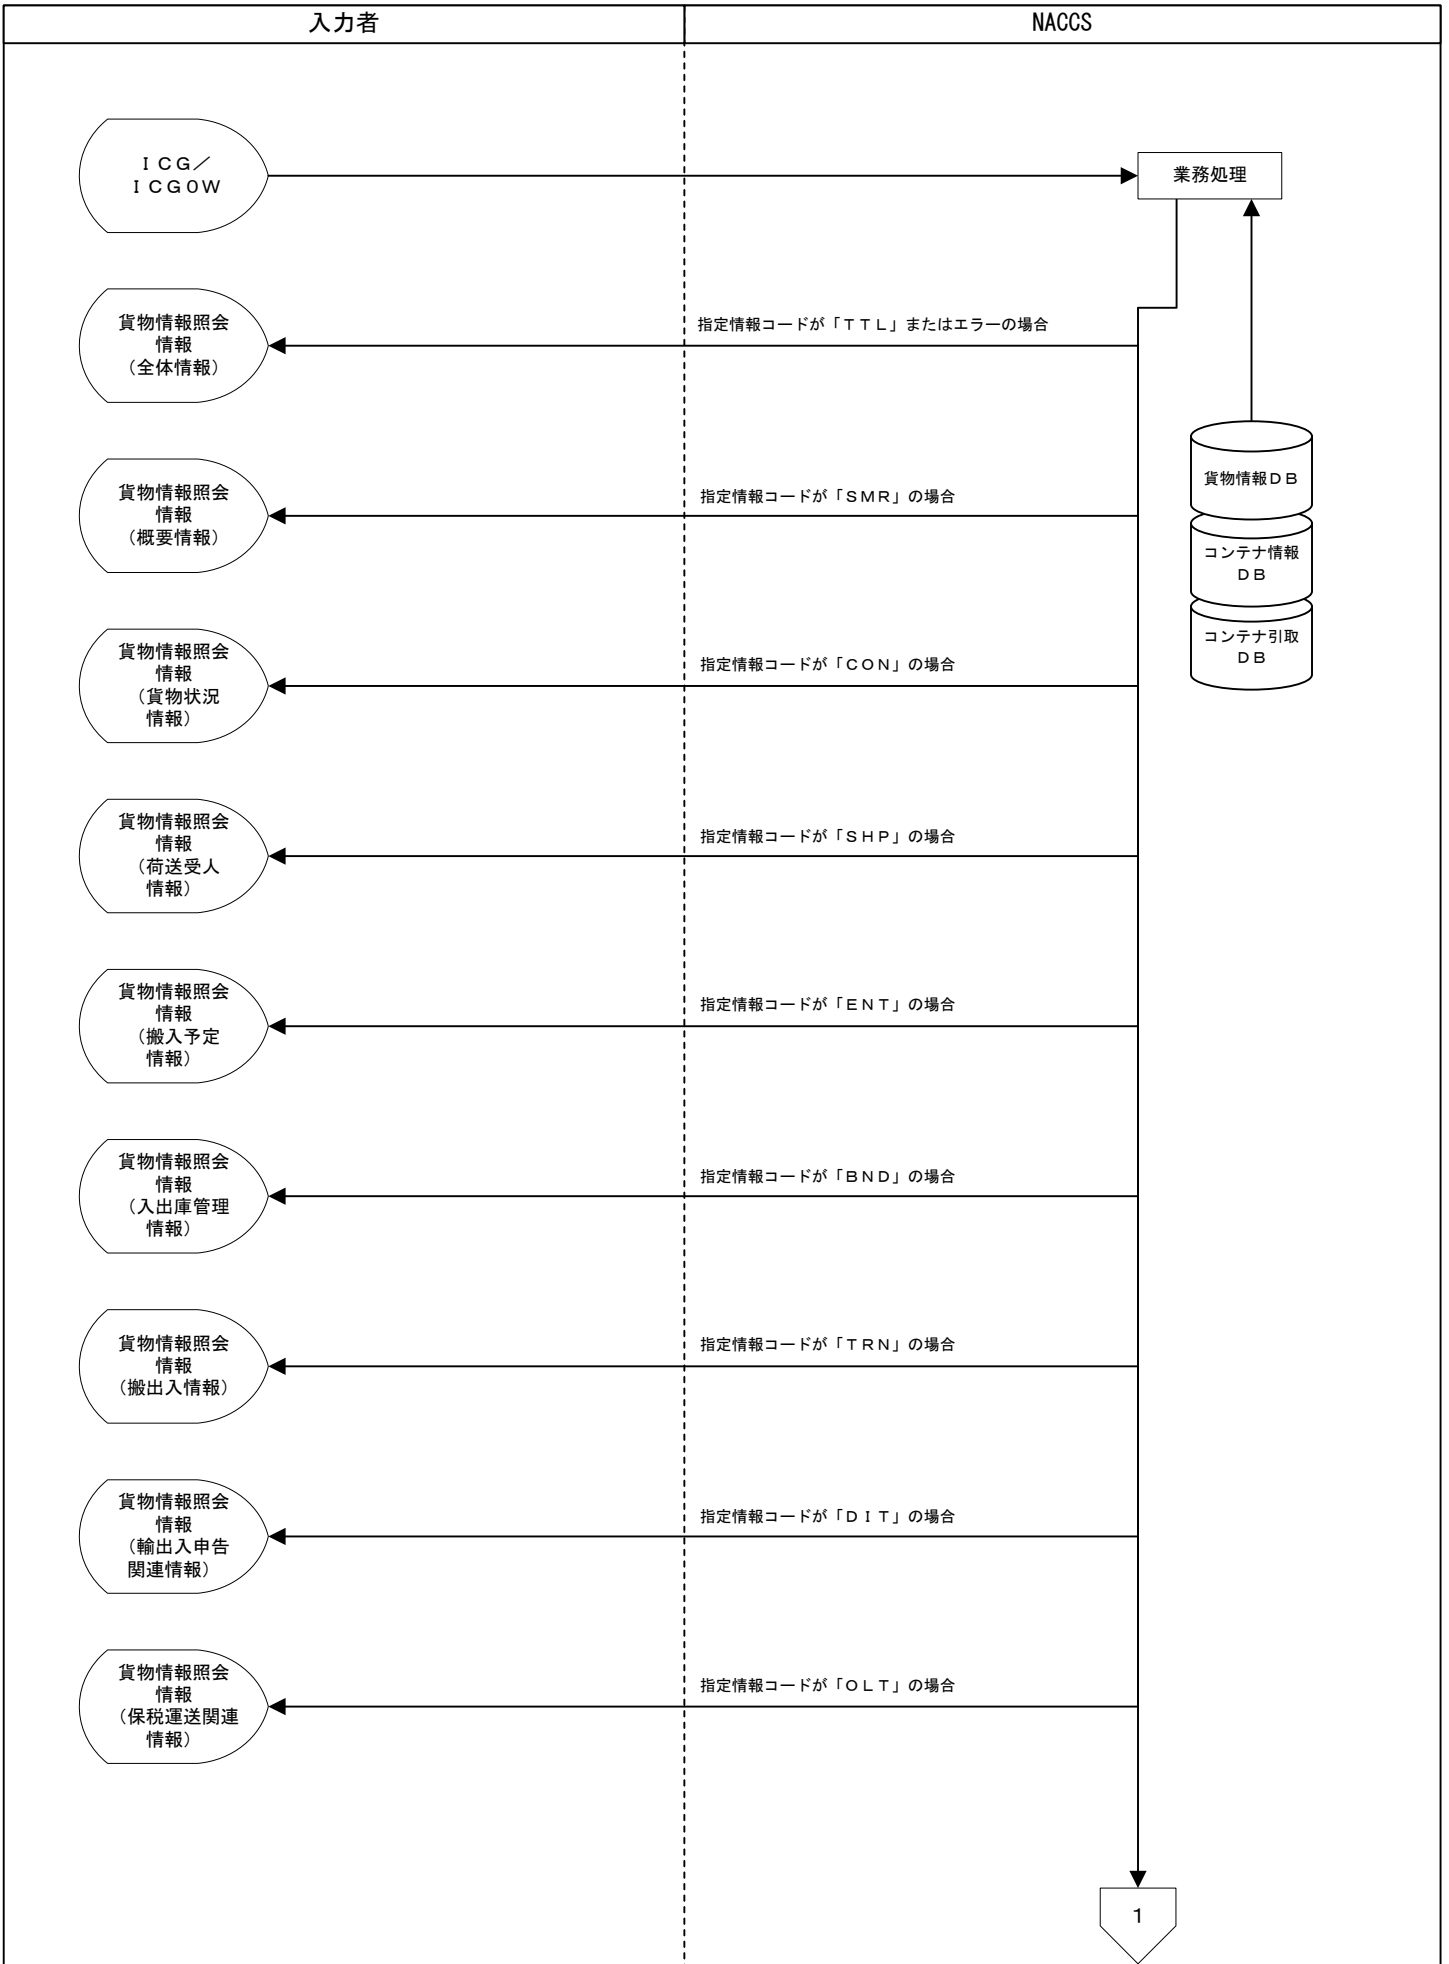 入力者
NACCS
ＩＣＧ／
ＩＣＧ０Ｗ
業務処理
貨物情報照会
情報
（全体情報）
指定情報コードが「ＴＴＬ」またはエラーの場合
貨物情報ＤＢ
コンテナ情報
ＤＢ
コンテナ引取
ＤＢ
貨物情報照会
情報
（概要情報）
指定情報コードが「ＳＭＲ」の場合
貨物情報照会
情報
（貨物状況
情報）
指定情報コードが「ＣＯＮ」の場合
貨物情報照会
情報
（荷送受人
情報）
指定情報コードが「ＳＨＰ」の場合
貨物情報照会
情報
（搬入予定
情報）
指定情報コードが「ＥＮＴ」の場合
貨物情報照会
情報
（入出庫管理
情報）
指定情報コードが「ＢＮＤ」の場合
貨物情報照会
情報
（搬出入情報）
指定情報コードが「ＴＲＮ」の場合
貨物情報照会
情報
（輸出入申告
関連情報）
指定情報コードが「ＤＩＴ」の場合
貨物情報照会
情報
（保税運送関連
情報）
指定情報コードが「ＯＬＴ」の場合
１